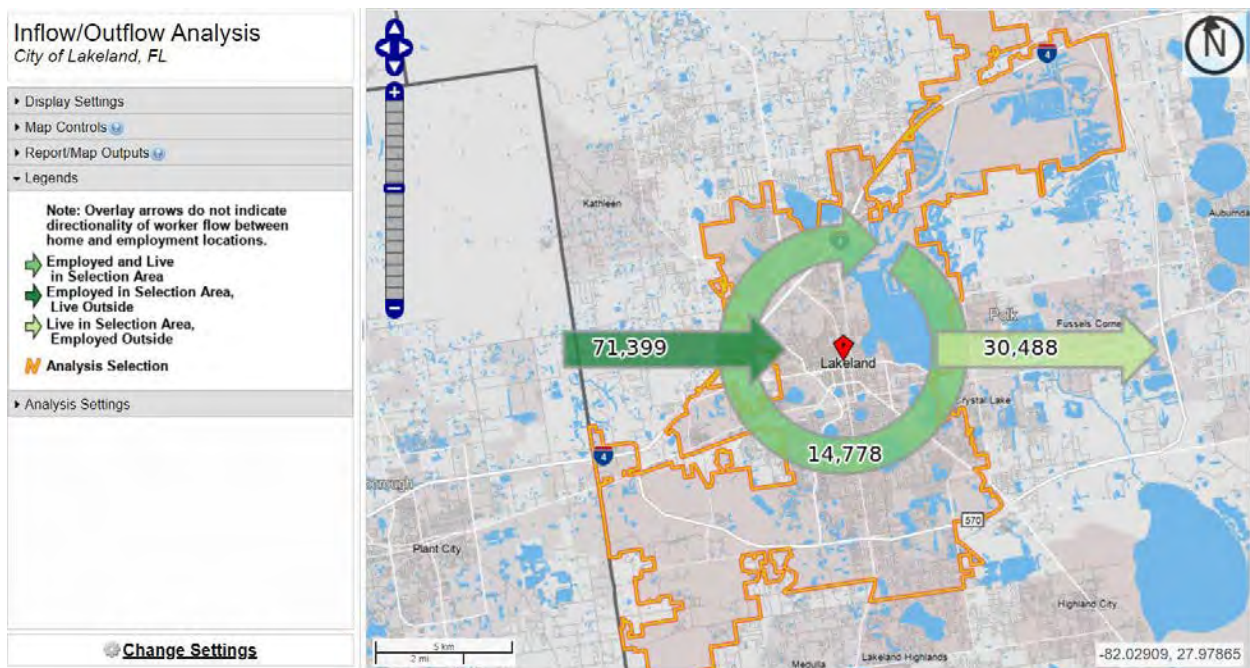 Inflow/Outflow Analysis
City of Lakeland, FL
Display Settings
Map Controls
Report/Map Outputs
Legends
Note: Overlay arrows do not indicate
directionality of worker flow between
home and employment locations.
Employed and Live
in Selection Area
Employed in Selection Area,
Live Outside
Live in Selection Area,
Employed Outside
Analysis Selection
Analysis Settings
Change Settings
N
4
Kathleen
Auburnda
Polk
Fussels Corne
71,399
30,488
Lakeland
Crystal Lake
14,778
4
borough
570
Plant City
Highland City
5 km
2 mi
Medulla
Lakeland Highlands
-82.02909, 27.97865